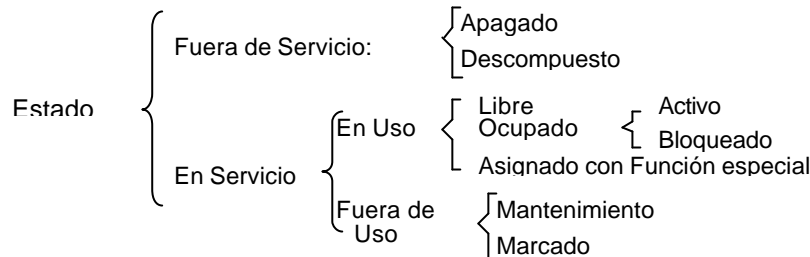 Estado
Fuera de Servicio:
Apagado
Descompuesto
En Servicio
En Uso
Libre
Ocupado
Activo
Bloqueado
Asignado con Función especial
Fuera de
Uso
Mantenimiento
Marcado